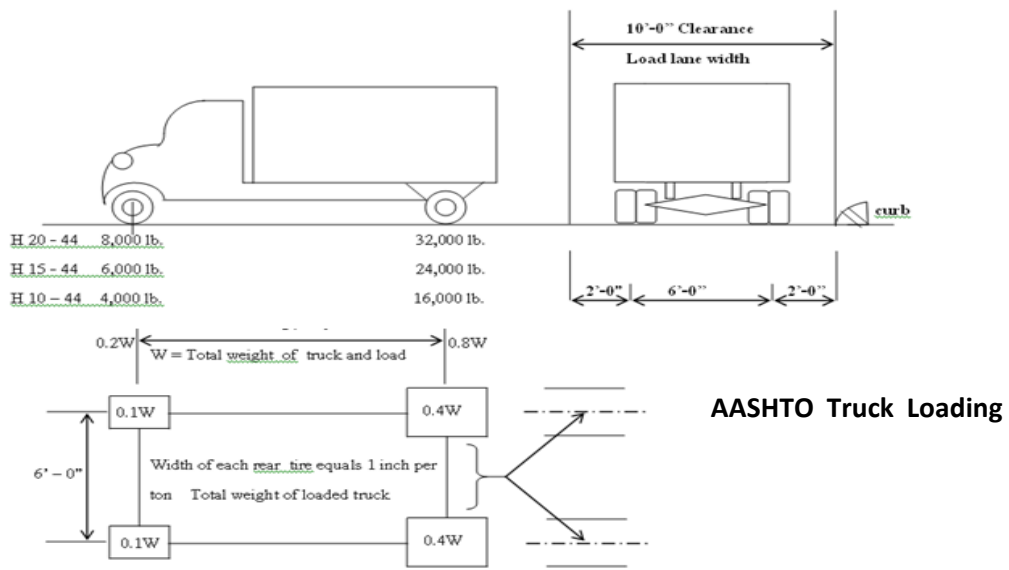 10’-0” Clearance
Load lane width
curb
H 20 - 44 8,000 lb. 32,000 lb.
H 15 - 44 6,000 lb. 24,000 lb.
H 10 – 44 4,000 lb. 16,000 lb.
2’-0” 6’-0” 2’-0”
0.2W 0.8W
W = Total weight of truck and load
0.1W 0.4W
AASHTO Truck Loading
6’ – 0”
Width of each rear tire equals 1 inch per
ton Total weight of loaded truck
0.1W 0.4W